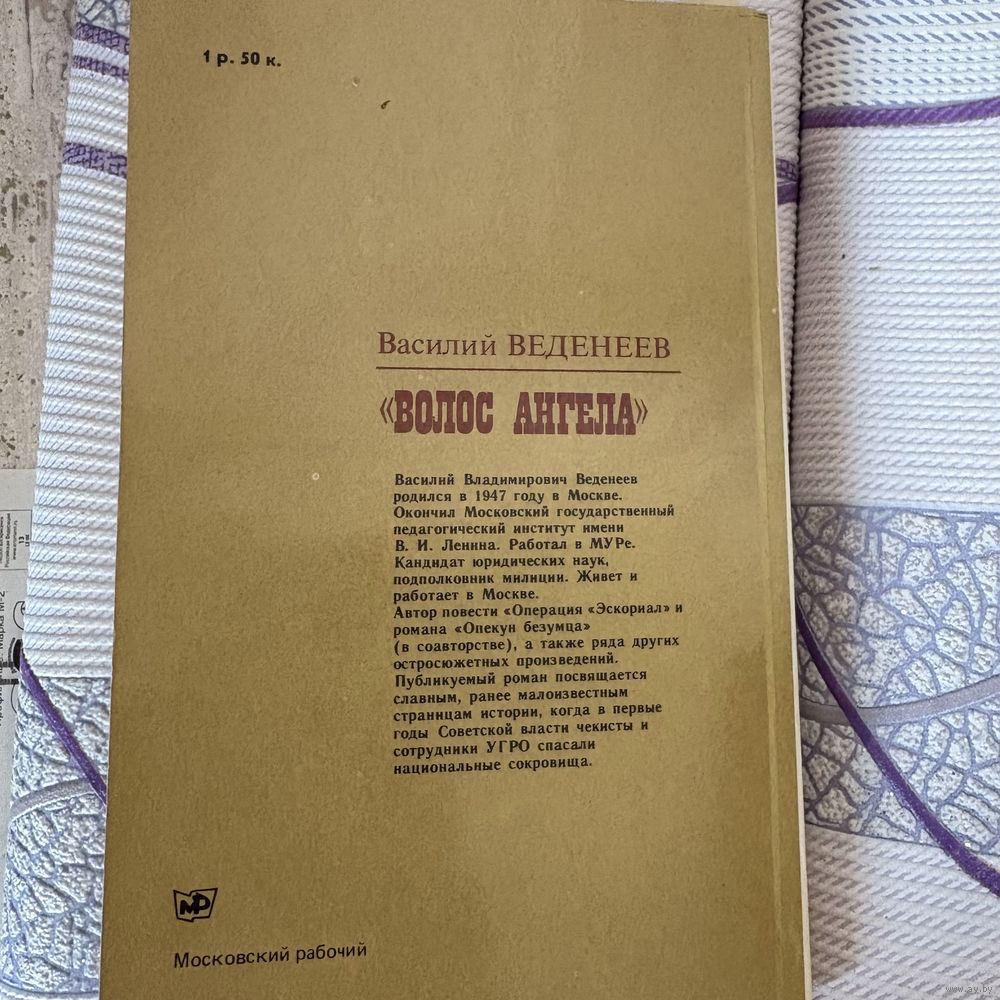 1 р. 50 к.
Василий ВЕДЕНЕЕВ
«ВОЛОС АНГЕЛА»
Василий Владимирович Веденеев
родился в 1947 году в Москве.
Окончил Московский государственный
педагогический институт имени
В. И. Ленина. Работал в МУРе.
Кандидат юридических наук,
подполковник милиции. Живет и
работает в Москве.
Автор повести «Операция «Эскориал» и
романа «Опекун безумца»
(в соавторстве), а также ряда других
остросюжетных произведений.
Публикуемый роман посвящается
славным, ранее малоизвестным
страницам истории, когда в первые
годы Советской власти чекисты и
сотрудники УГРО спасали
национальные сокровища.
МР
Московский рабочий
www.ay.by